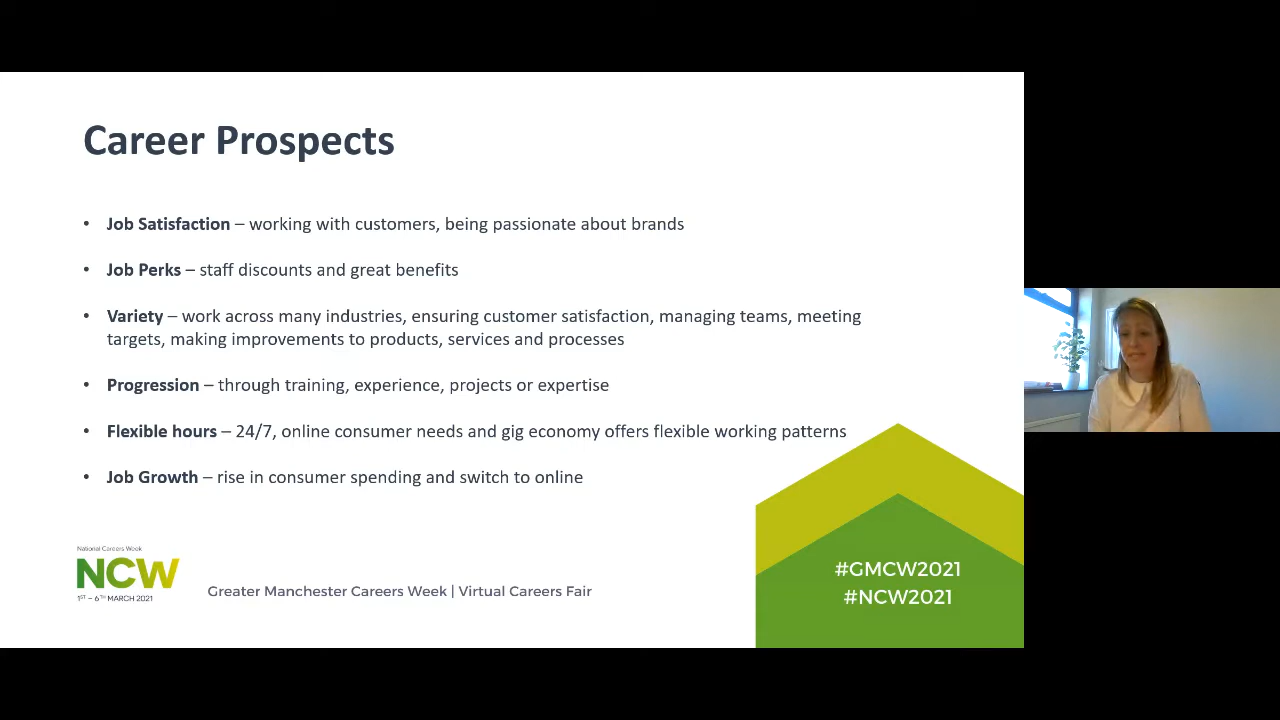 Career Prospects
• Job Satisfaction – working with customers, being passionate about brands
• Job Perks – staff discounts and great benefits
• Variety – work across many industries, ensuring customer satisfaction, managing teams, meeting
targets, making improvements to products, services and processes
• Progression – through training, experience, projects or expertise
• Flexible hours – 24/7, online consumer needs and gig economy offers flexible working patterns
• Job Growth – rise in consumer spending and switch to online
National Careers Week
NCW
1ST – 6TH MARCH 2021
Greater Manchester Careers Week | Virtual Careers Fair
#GMCW2021
#NCW2021